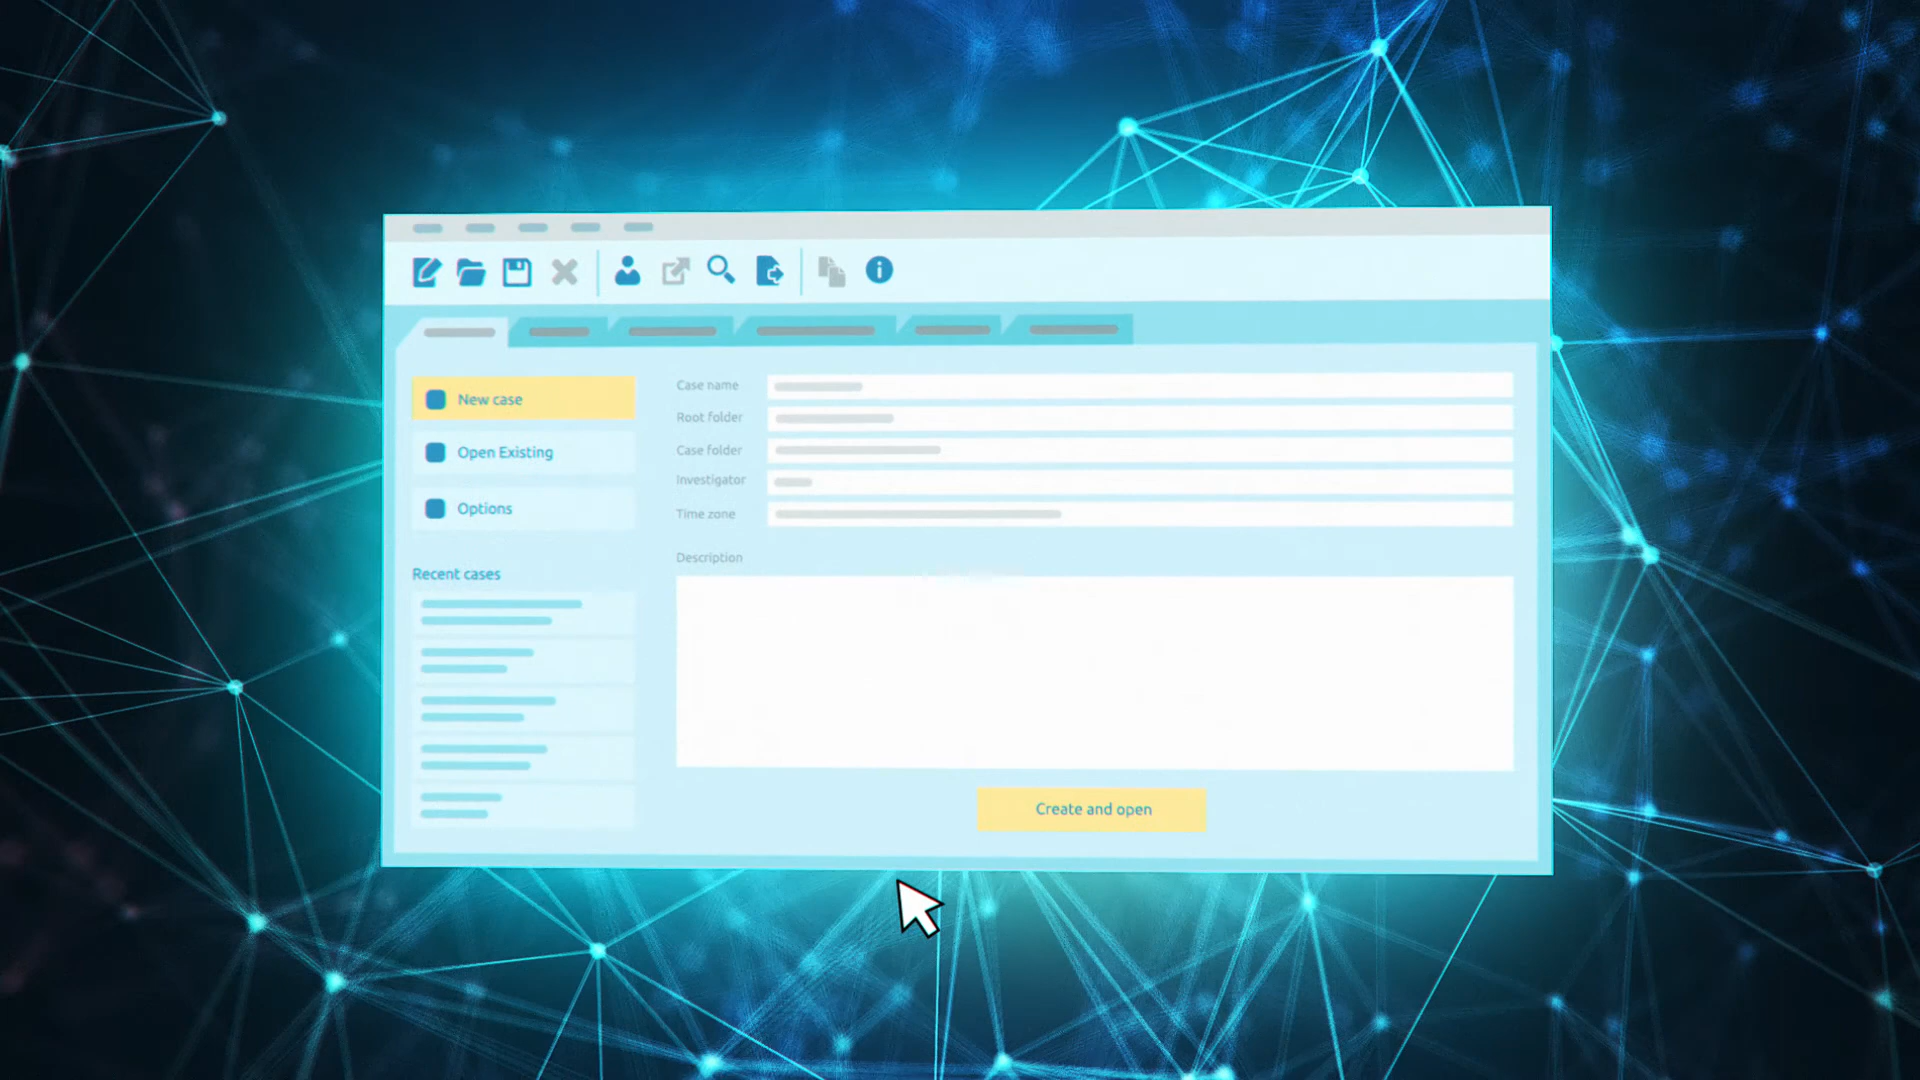 New case
Open Existing
Options
Recent cases
Case name
Root folder
Case folder
Investigator
Time zone
Description
Create and open